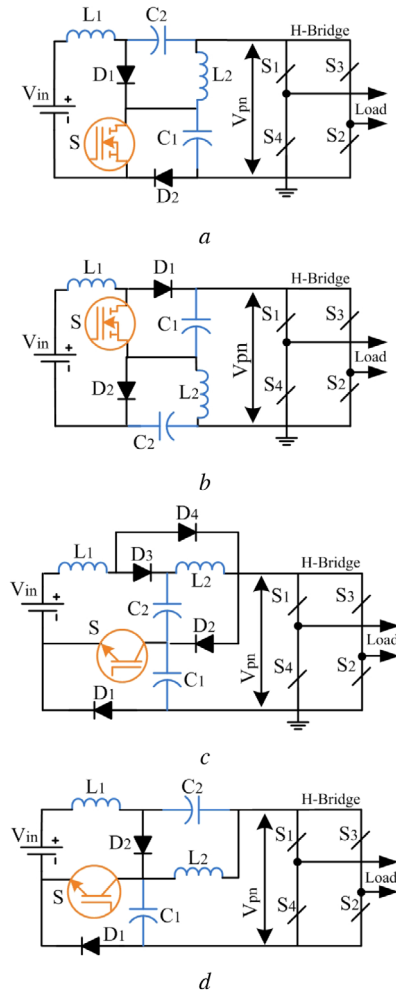 L1 C2 H-Bridge
D1 L2 S1 S3
Vin Vpn Load
S C1 S4 S2
D2
a
L1 D1 H-Bridge
S C1 S1 S3
Vin Vpn Load
D2 L2 S4 S2
C2
b
D4
L1 D3 L2 H-Bridge
Vin C2 S1 S3
S D2 Vpn Load
D1 C1 S4 S2
c
L1 C2 H-Bridge
Vin D2 L2 S1 S3
S Vpn Load
D1 C1 S4 S2
d